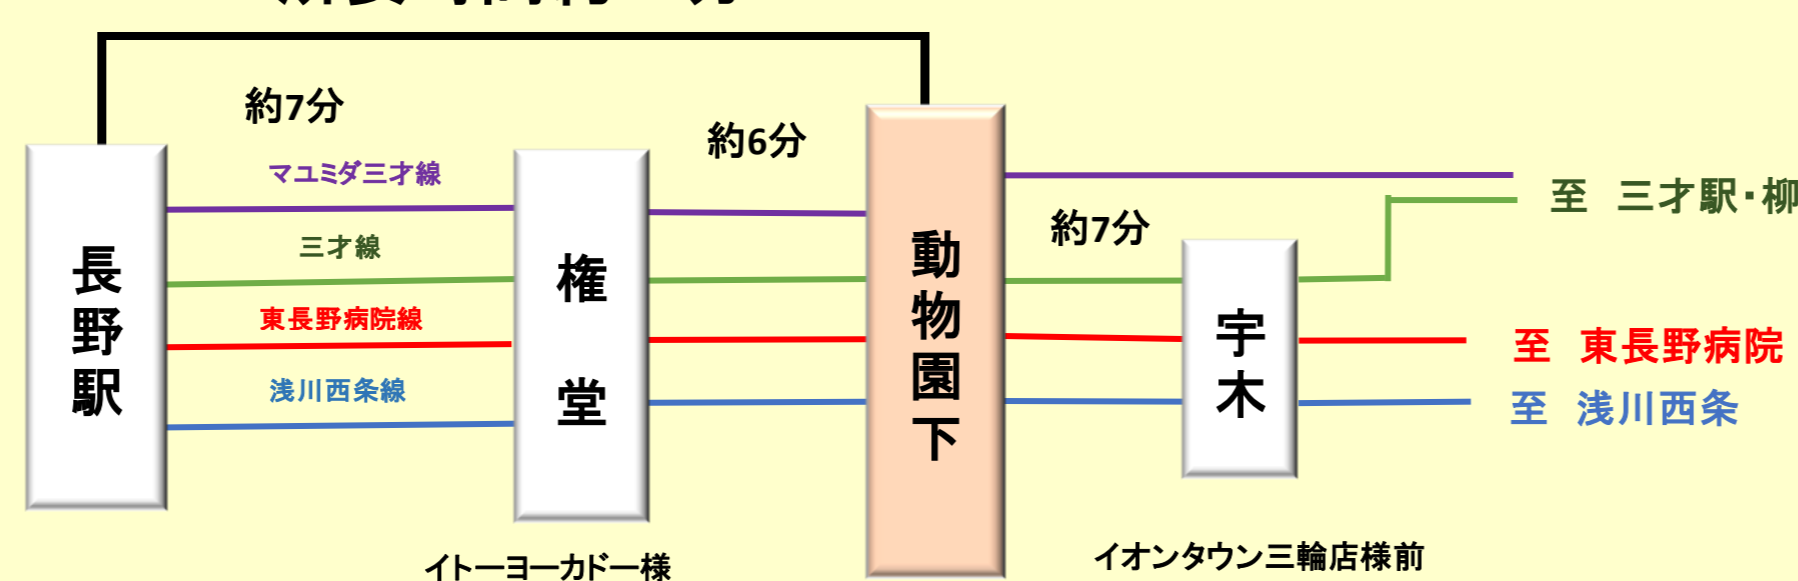 約7分
約6分
マユミダ三才線
三才線
東長野病院線
浅川西条線
長野駅
権堂
動物園下
約7分
宇木
至 三才駅・柳
至 東長野病院
至 浅川西条
イトーヨーカドー様
イオンタウン三輪店様前